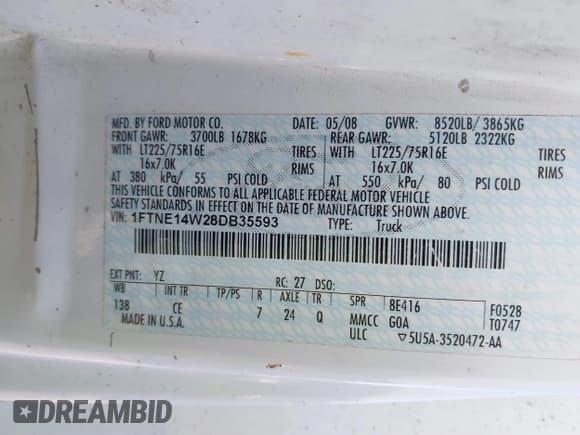 MFD. BY FORD MOTOR CO. DATE: 05/08 GVWR: 8520LB/ 3865KG
FRONT GAWR: 3700LB 1678KG REAR GAWR: 5120LB 2322KG
WITH LT225/75R16E TIRES WITH LT225/75R16E TIRES
16x7.0K RIMS 16x7.0K RIMS
AT 380 kPa/ 55 PSI COLD AT 550 kPa/ 80 PSI COLD
THIS VEHICLE CONFORMS TO ALL APPLICABLE FEDERAL MOTOR VEHICLE
SAFETY STANDARDS IN EFFECT ON THE DATE OF MANUFACTURE SHOWN ABOVE.
VIN: 1FTNE14W28DB35593 TYPE: Truck
EXT PNT: YZ RC: 27 DSO:
WB INT TR TP/PS R AXLE TR SPR 8E416 F0528
138 CE 7 24 Q MMCC G0A T0747
MADE IN U.S.A. ULC ▽5U5A-3520472-AA
DREAMBID